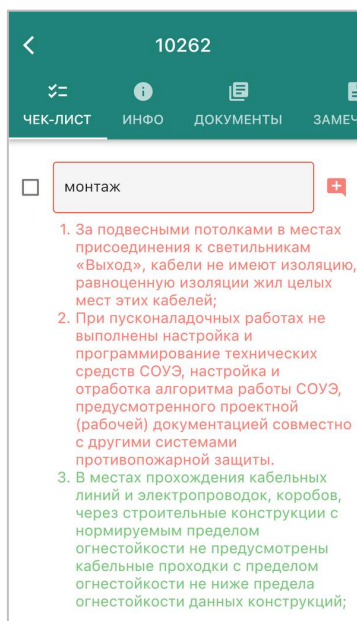 10262
ЧЕК-ЛИСТ ИНФО ДОКУМЕНТЫ
монтаж
1. За подвесными потолками в местах
присоединения к светильникам
«Выход», кабели не имеют изоляцию,
равноценную изоляции жил целых
мест этих кабелей;
2. При пусконаладочных работах не
выполнены настройка и
программирование технических
средств СОУЭ, настройка и
отработка алгоритма работы СОУЭ,
предусмотренного проектной
(рабочей) документацией совместно
с другими системами
противопожарной защиты.
3. В местах прохождения кабельных
линий и электропроводок, коробов,
через строительные конструкции с
нормируемым пределом
огнестойкости не предусмотрены
кабельные проходки с пределом
огнестойкости не ниже предела
огнестойкости данных конструкций;